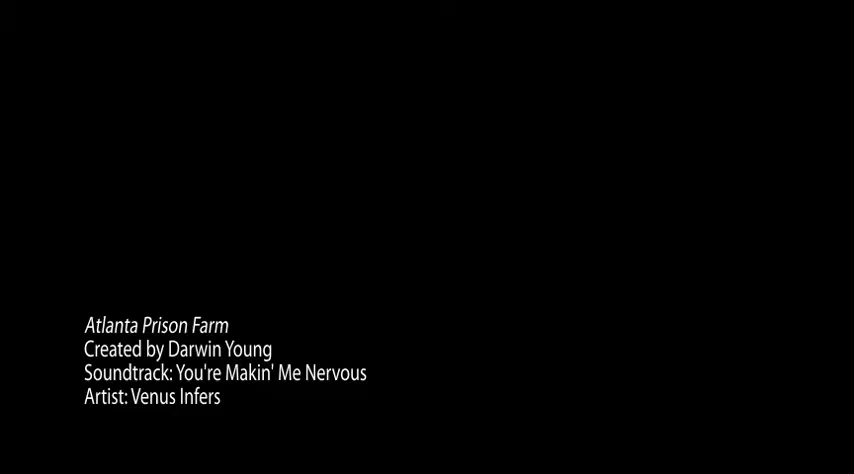 Atlanta Prison Farm
Created by Darwin Young
Soundtrack: You're Makin' Me Nervous
Artist: Venus Infers